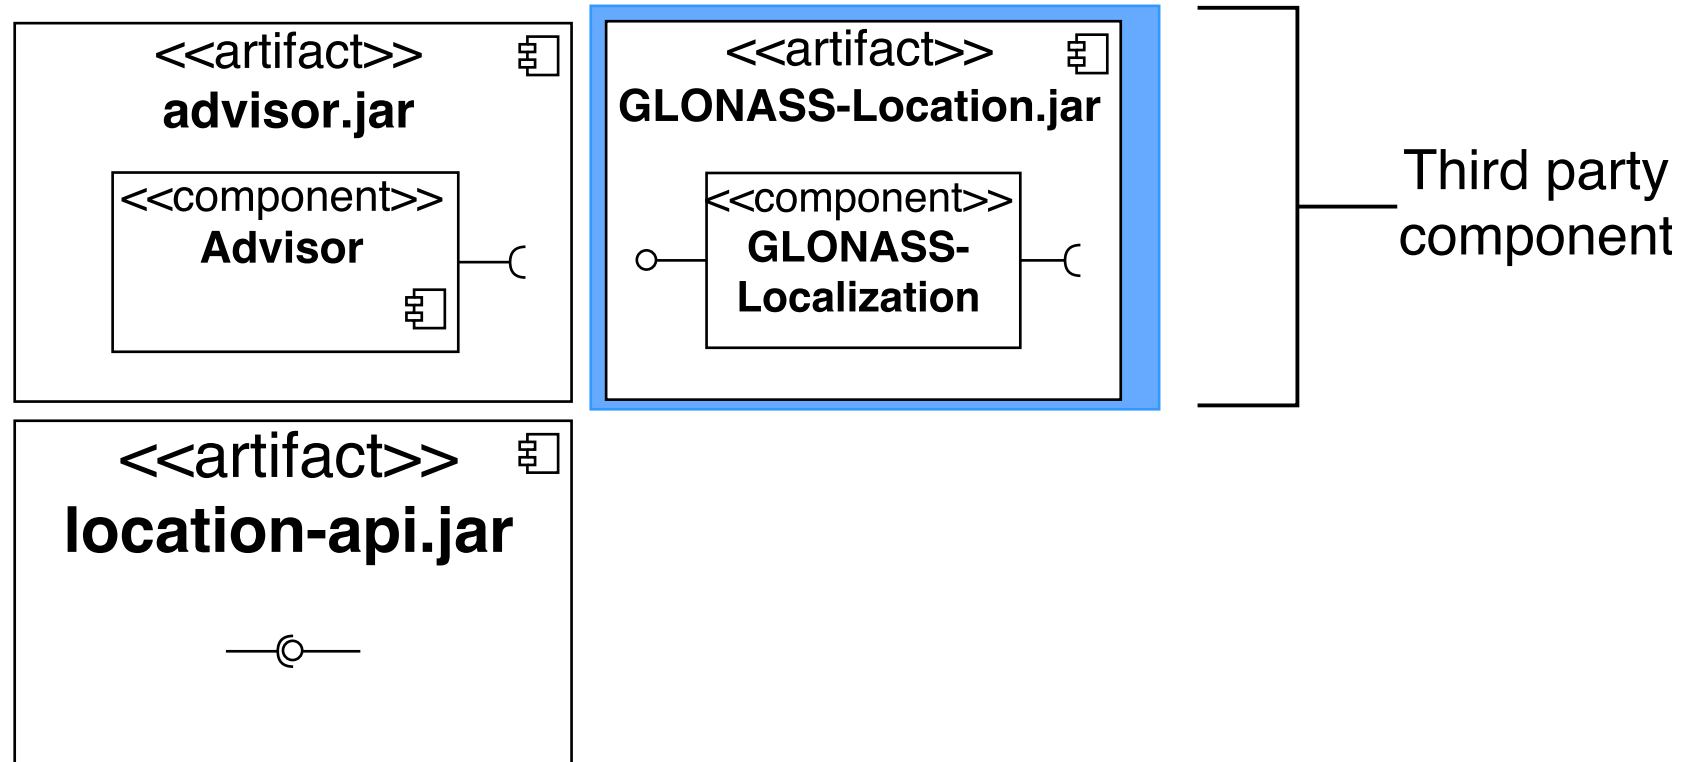 <<artifact>>
advisor.jar
<<component>>
Advisor
<<artifact>>
GLONASS-Location.jar
<<component>>
GLONASS-
Localization
Third party
component
<<artifact>>
location-api.jar